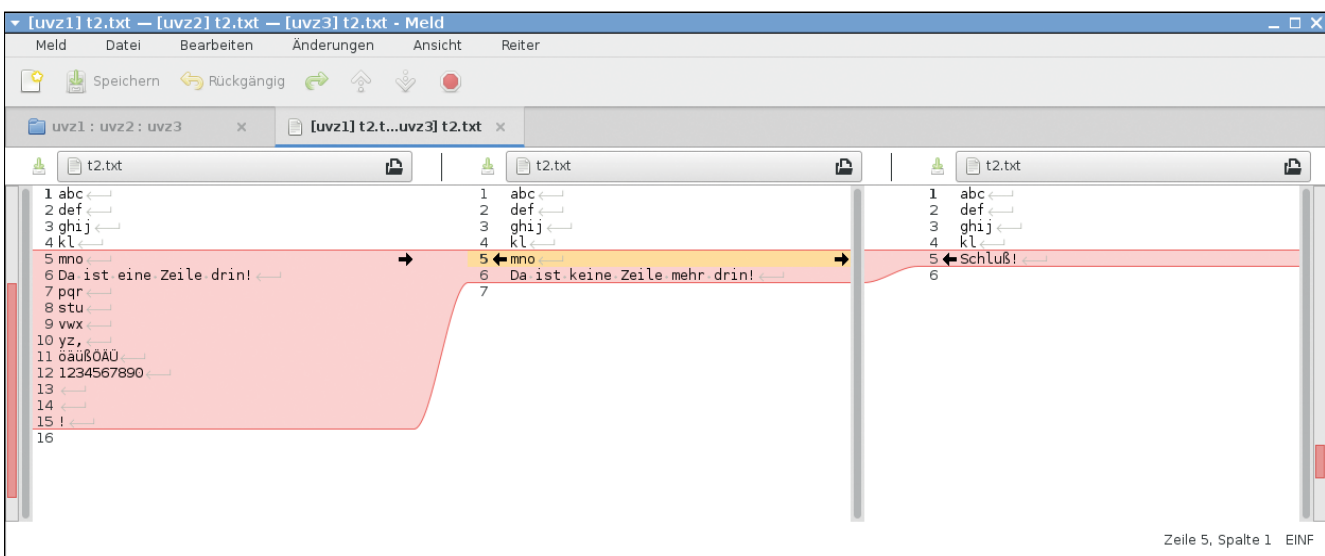 [uvz1] t2.txt — [uvz2] t2.txt — [uvz3] t2.txt - Meld
Meld Datei Bearbeiten Änderungen Ansicht Reiter
Speichern Rückgängig
uvz1 : uvz2 : uvz3 × [uvz1] t2.t...uvz3] t2.txt ×
t2.txt t2.txt t2.txt
1 abc
2 def
3 ghij
4 kl
5 mno
6 Da ist eine Zeile drin!
7 pqr
8 stu
9 vwx
10 yz,
11 öäüßÖÄÜ
12 1234567890
13
14
15 !
16
1 abc
2 def
3 ghij
4 kl
5 mno
6 Da ist keine Zeile mehr drin!
7
1 abc
2 def
3 ghij
4 kl
5 Schluß!
6
Zeile 5, Spalte 1 EINF